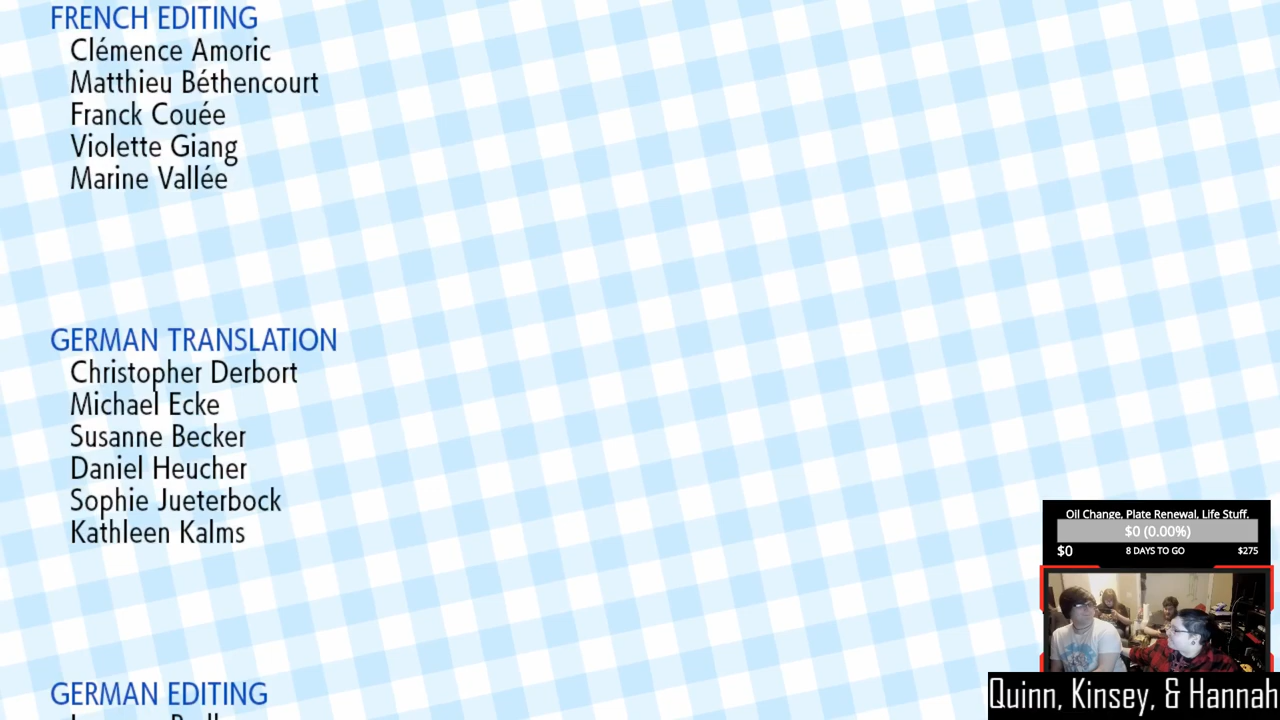 FRENCH EDITING
Clémence Amoric
Matthieu Béthencourt
Franck Couée
Violette Giang
Marine Vallée
GERMAN TRANSLATION
Christopher Derbort
Michael Ecke
Susanne Becker
Daniel Heucher
Sophie Jueterbock
Kathleen Kalms
GERMAN EDITING
Oil Change, Plate Renewal, Life Stuff.
$0 (0.00%)
$0 8 DAYS TO GO $275
Quinn, Kinsey, & Hannah